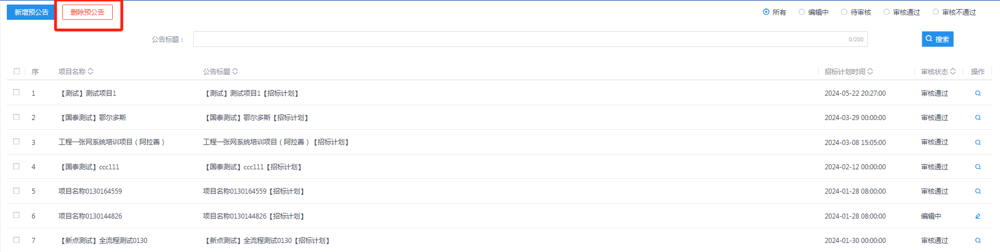 新增预公告 删除预公告 所有 编辑中 待审核 审核通过 审核不通过
公告标题： 0/200 搜索
序 项目名称 公告标题 招标计划时间 审核状态 操作
1 【测试】测试项目1 【测试】测试项目1【招标计划】 2024-05-22 20:27:00 审核通过
2 【国泰测试】鄂尔多斯 【国泰测试】鄂尔多斯【招标计划】 2024-03-29 00:00:00 审核通过
3 工程一张网系统培训项目（阿拉善） 工程一张网系统培训项目（阿拉善）【招标计划】 2024-03-08 15:05:00 审核通过
4 【国泰测试】ccc111 【国泰测试】ccc111【招标计划】 2024-02-12 00:00:00 审核通过
5 项目名称0130164559 项目名称0130164559【招标计划】 2024-01-28 08:00:00 审核通过
6 项目名称0130144826 项目名称0130144826【招标计划】 2024-01-28 08:00:00 编辑中
7 【新点测试】全流程测试0130 【新点测试】全流程测试0130【招标计划】 2024-01-30 00:00:00 审核通过